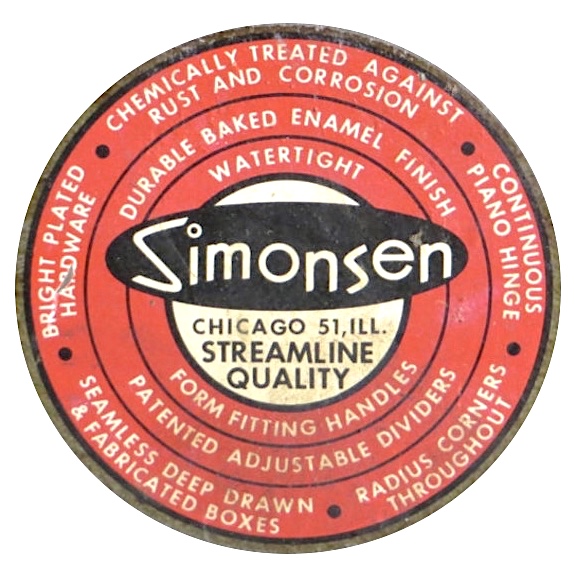 CHEMICALLY TREATED AGAINST
RUST AND CORROSION
CONTINUOUS
PIANO HINGE
RADIUS CORNERS
THROUGHOUT
SEAMLESS DEEP DRAWN
& FABRICATED BOXES
BRIGHT PLATED
HARDWARE
DURABLE BAKED ENAMEL FINISH
WATERTIGHT
Simonsen
CHICAGO 51, ILL.
STREAMLINE
QUALITY
FORM FITTING HANDLES
PATENTED ADJUSTABLE DIVIDERS